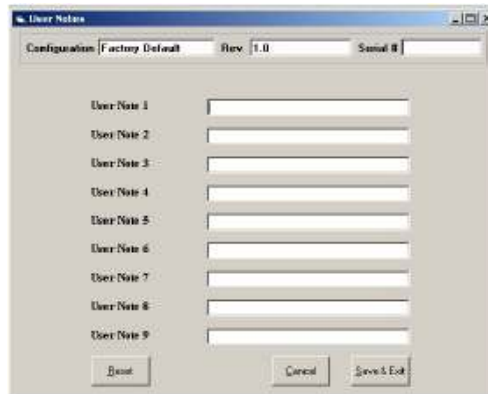 User Notes
Configuration Factory Default Rev 1.0 Serial #
User Note 1
User Note 2
User Note 3
User Note 4
User Note 5
User Note 6
User Note 7
User Note 8
User Note 9
Reset Cancel Save & Exit